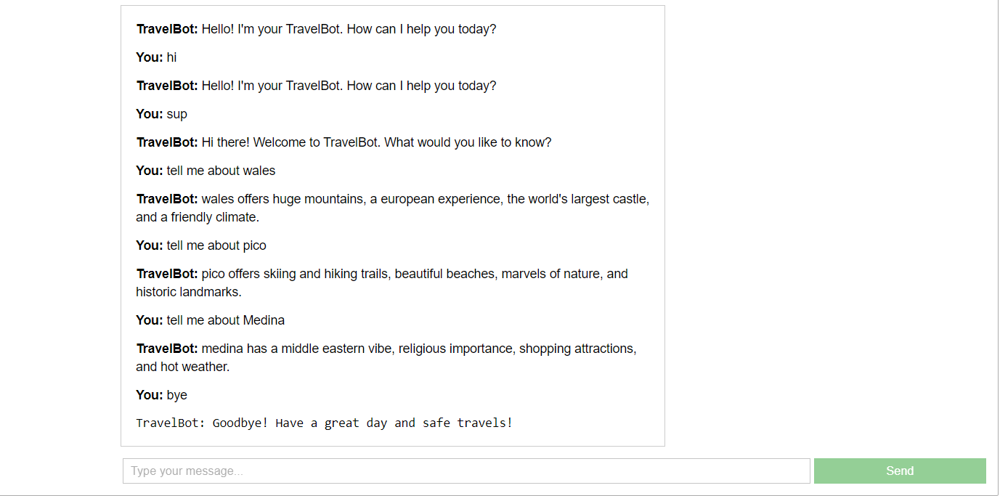 TravelBot: Hello! I'm your TravelBot. How can I help you today?
You: hi
TravelBot: Hello! I'm your TravelBot. How can I help you today?
You: sup
TravelBot: Hi there! Welcome to TravelBot. What would you like to know?
You: tell me about wales
TravelBot: wales offers huge mountains, a european experience, the world's largest castle,
and a friendly climate.
You: tell me about pico
TravelBot: pico offers skiing and hiking trails, beautiful beaches, marvels of nature, and
historic landmarks.
You: tell me about Medina
TravelBot: medina has a middle eastern vibe, religious importance, shopping attractions,
and hot weather.
You: bye
TravelBot: Goodbye! Have a great day and safe travels!
Type your message...
Send